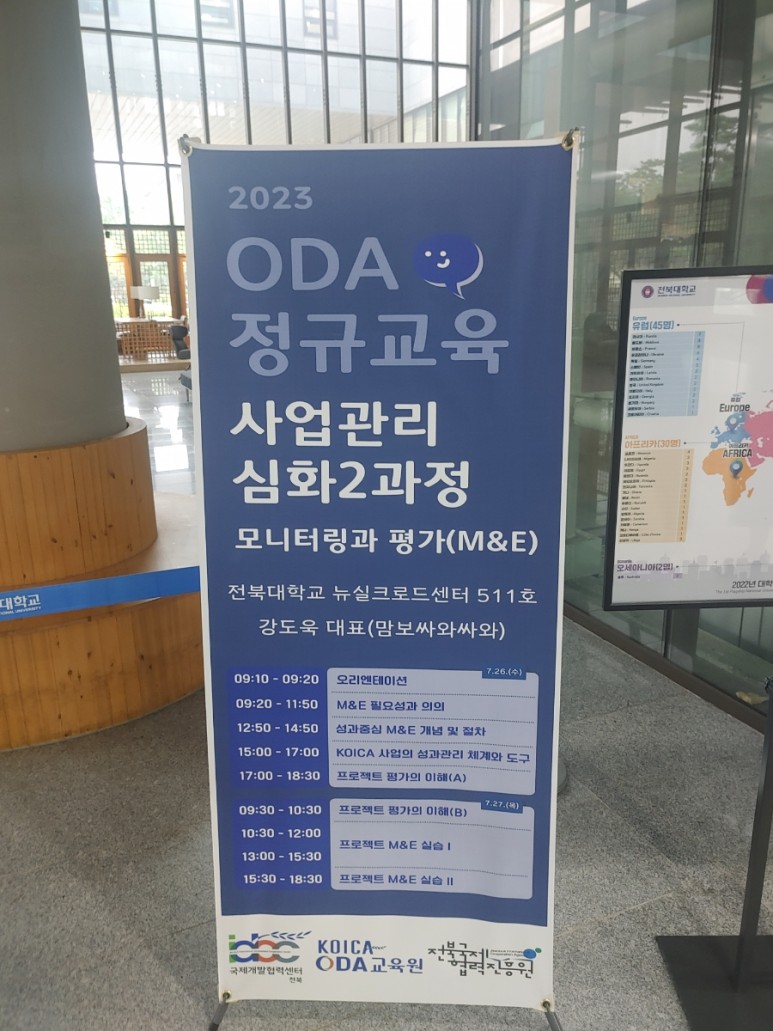 2023
ODA
정규교육
사업관리
심화2과정
모니터링과 평가(M&E)
전북대학교 뉴실크로드센터 511호
강도욱 대표(맘보싸와싸와)
7.26.(수)
09:10 - 09:20 오리엔테이션
09:20 - 11:50 M&E 필요성과 의의
12:50 - 14:50 성과중심 M&E 개념 및 절차
15:00 - 17:00 KOICA 사업의 성과관리 체계와 도구
17:00 - 18:30 프로젝트 평가의 이해(A)
7.27.(목)
09:30 - 10:30 프로젝트 평가의 이해(B)
10:30 - 12:00
프로젝트 M&E 실습 I
13:00 - 15:30
15:30 - 18:30 프로젝트 M&E 실습 II
idec
국제개발협력센터
전북
KOICA
ODA교육원
전북국제
협력진흥원
대학교
전북대학교
Europe
유럽(45명)
유럽
Europe
아프리카(30명)
아프리카
AFRICA
오세아니아(2명)
2022년 대학